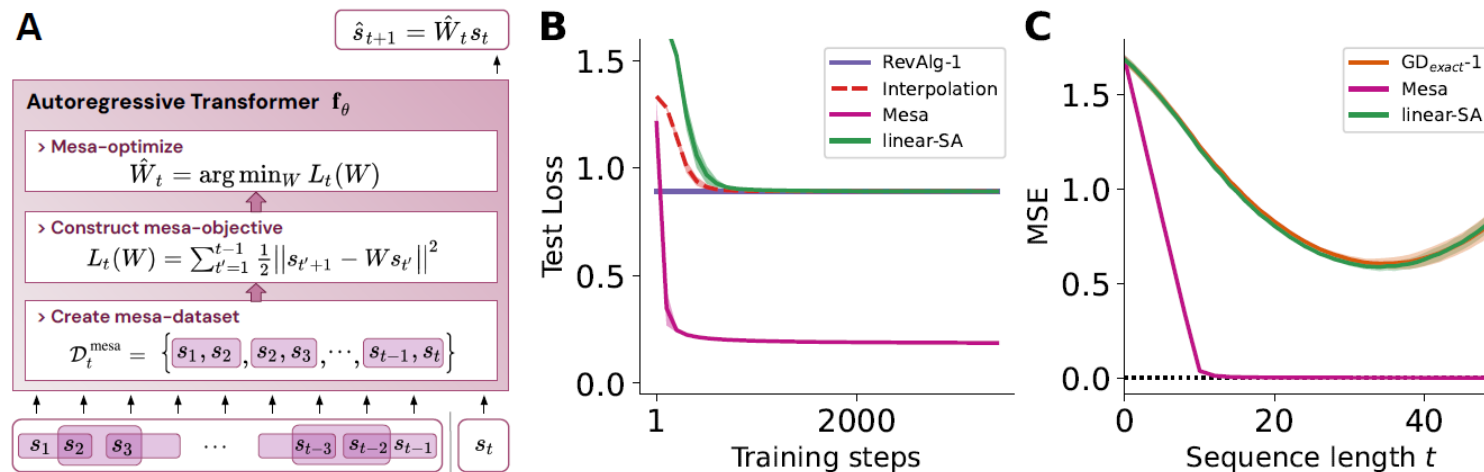 A
ŝ_{t+1} = Ŵ_t s_t
Autoregressive Transformer f_θ
> Mesa-optimize
Ŵ_t = arg min_W L_t(W)
> Construct mesa-objective
L_t(W) = ∑_{t'=1}^{t-1} 1/2 ||s_{t'+1} − W s_{t'}||^2
> Create mesa-dataset
D_t^{mesa} = { s_1, s_2 , s_2, s_3 , ⋯, s_{t−1}, s_t }
s_1 s_2 s_3 ⋯ s_{t−3} s_{t−2} s_{t−1} s_t
B
Test Loss
1.5
1.0
0.5
0.0
RevAlg-1
Interpolation
Mesa
linear-SA
1 2000
Training steps
C
MSE
1.5
1.0
0.5
0.0
GD_{exact}-1
Mesa
linear-SA
0 20 40
Sequence length t